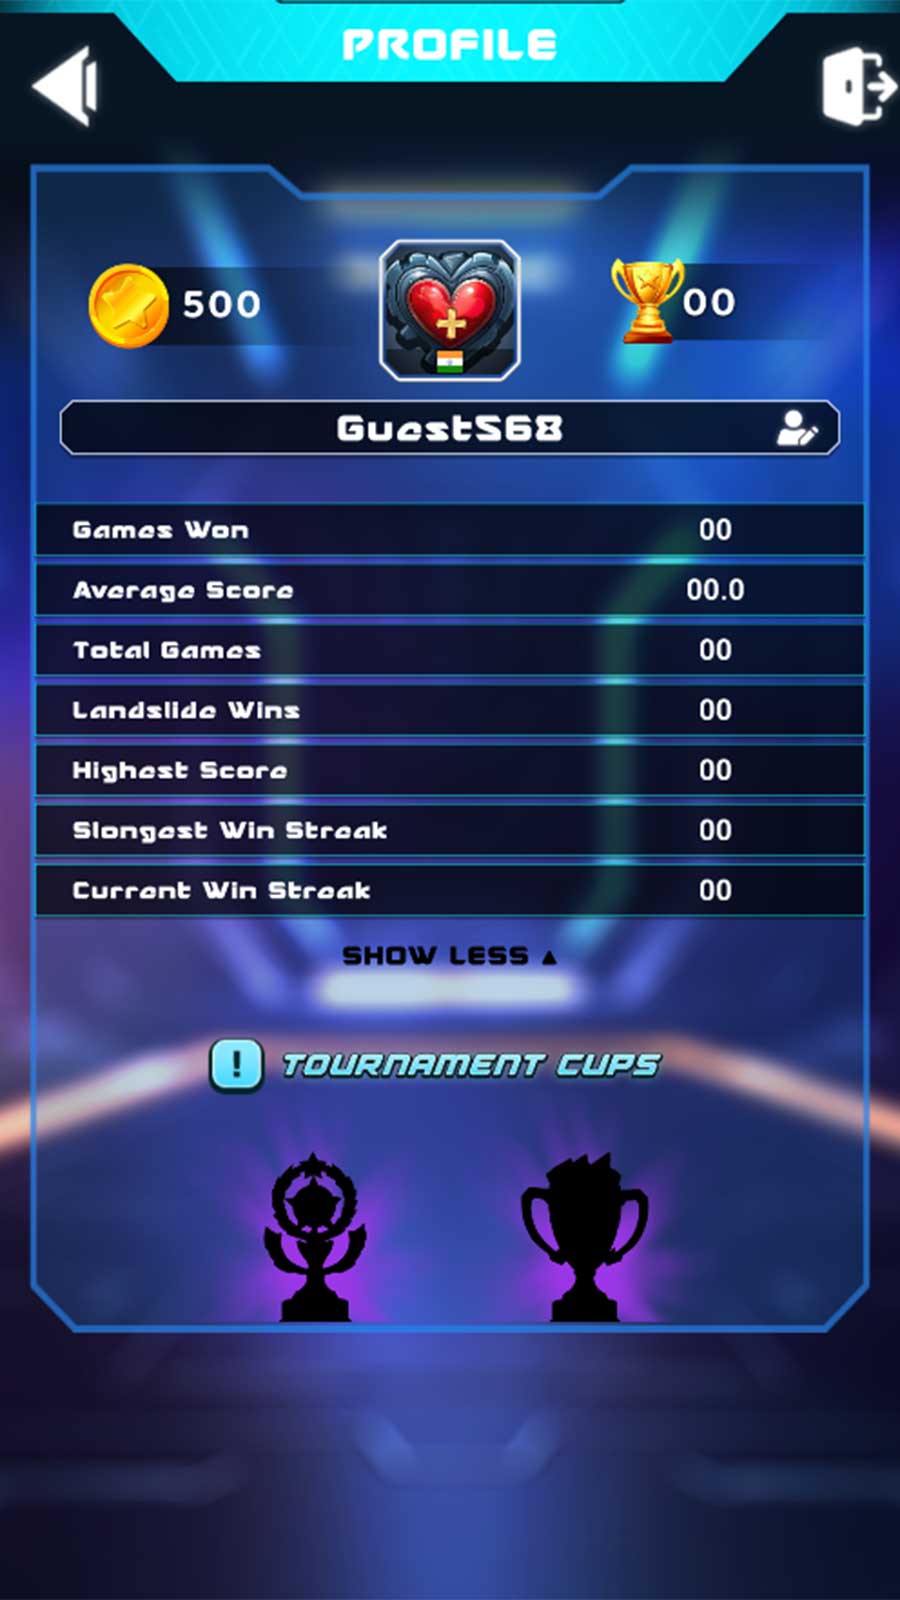 PROFILE
500
00
Guest568
Games Won 00
Average Score 00.0
Total Games 00
Landslide Wins 00
Highest Score 00
Slongest Win Streak 00
Current Win Streak 00
SHOW LESS ▲
! TOURNAMENT CUPS